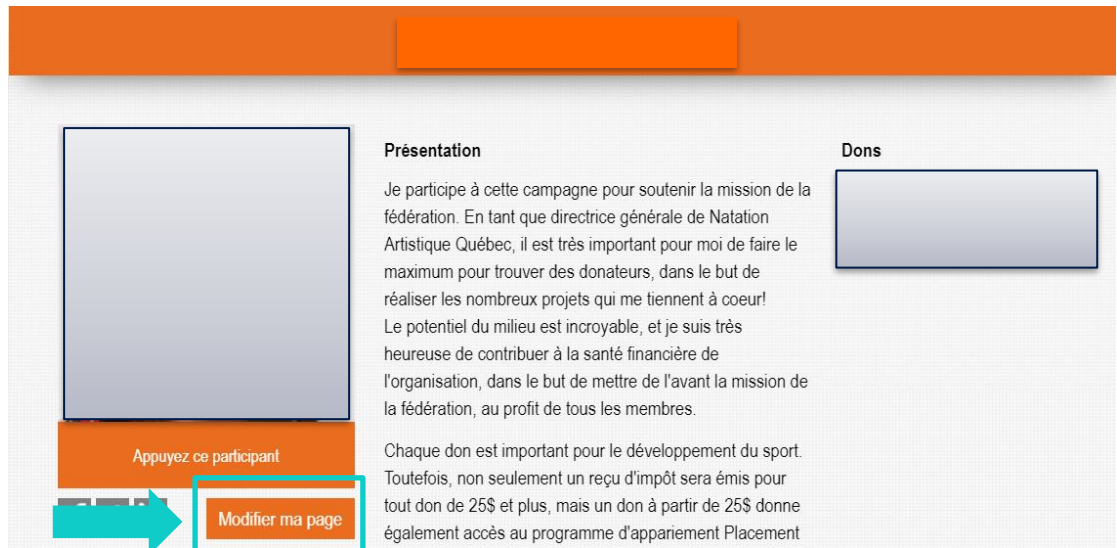 Présentation
Je participe à cette campagne pour soutenir la mission de la
fédération. En tant que directrice générale de Natation
Artistique Québec, il est très important pour moi de faire le
maximum pour trouver des donateurs, dans le but de
réaliser les nombreux projets qui me tiennent à coeur!
Le potentiel du milieu est incroyable, et je suis très
heureuse de contribuer à la santé financière de
l'organisation, dans le but de mettre de l'avant la mission de
la fédération, au profit de tous les membres.
Chaque don est important pour le développement du sport.
Toutefois, non seulement un reçu d'impôt sera émis pour
tout don de 25$ et plus, mais un don à partir de 25$ donne
également accès au programme d'appariement Placement
Dons
Appuyez ce participant
Modifier ma page